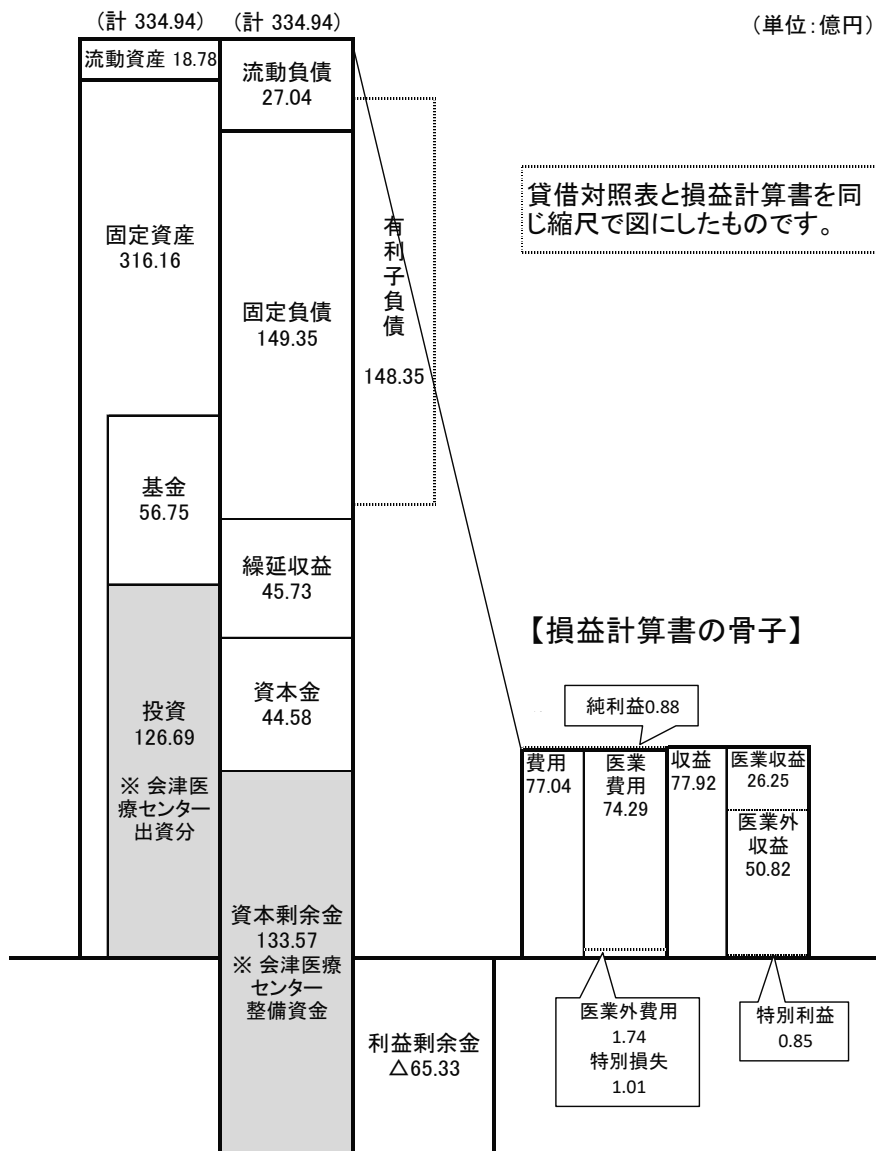 （計 334.94）
（計 334.94）
（単位：億円）
流動資産 18.78
流動負債
27.04
貸借対照表と損益計算書を同
じ縮尺で図にしたものです。
固定資産
316.16
有利子負債
148.35
固定負債
149.35
基金
56.75
繰延収益
45.73
【損益計算書の骨子】
資本金
44.58
投資
126.69
※ 会津医
療センター
出資分
純利益0.88
費用
77.04
医業
費用
74.29
収益
77.92
医業収益
26.25
医業外
収益
50.82
資本剰余金
133.57
※ 会津医療
センター
整備資金
利益剰余金
△65.33
医業外費用
1.74
特別損失
1.01
特別利益
0.85